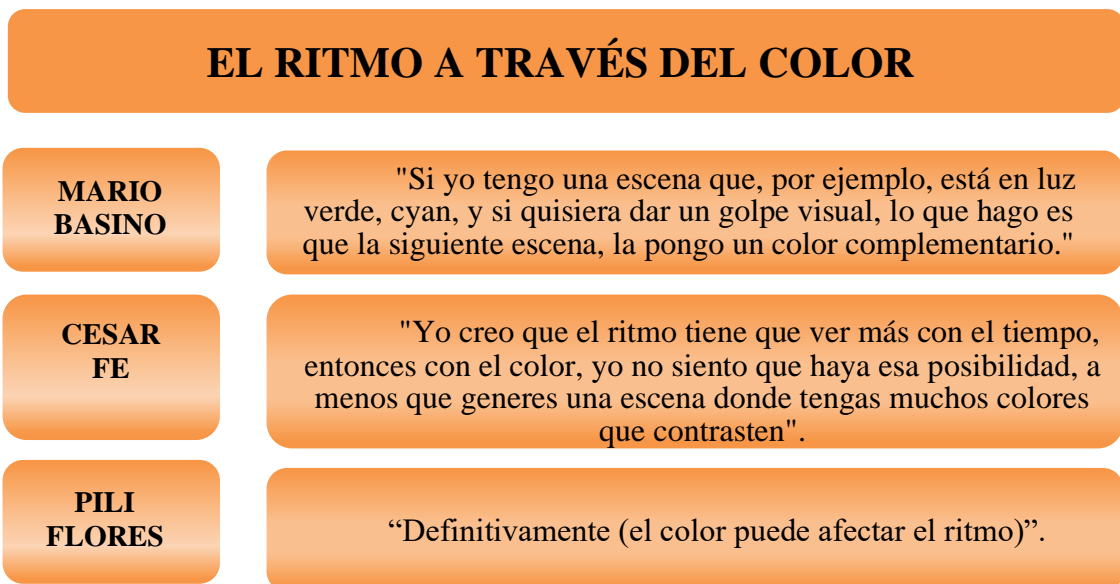 EL RITMO A TRAVÉS DEL COLOR
MARIO
BASINO
"Si yo tengo una escena que, por ejemplo, está en luz
verde, cyan, y si quisiera dar un golpe visual, lo que hago es
que la siguiente escena, la pongo un color complementario."
CESAR
FE
"Yo creo que el ritmo tiene que ver más con el tiempo,
entonces con el color, yo no siento que haya esa posibilidad, a
menos que generes una escena donde tengas muchos colores
que contrasten".
PILI
FLORES
“Definitivamente (el color puede afectar el ritmo)”.